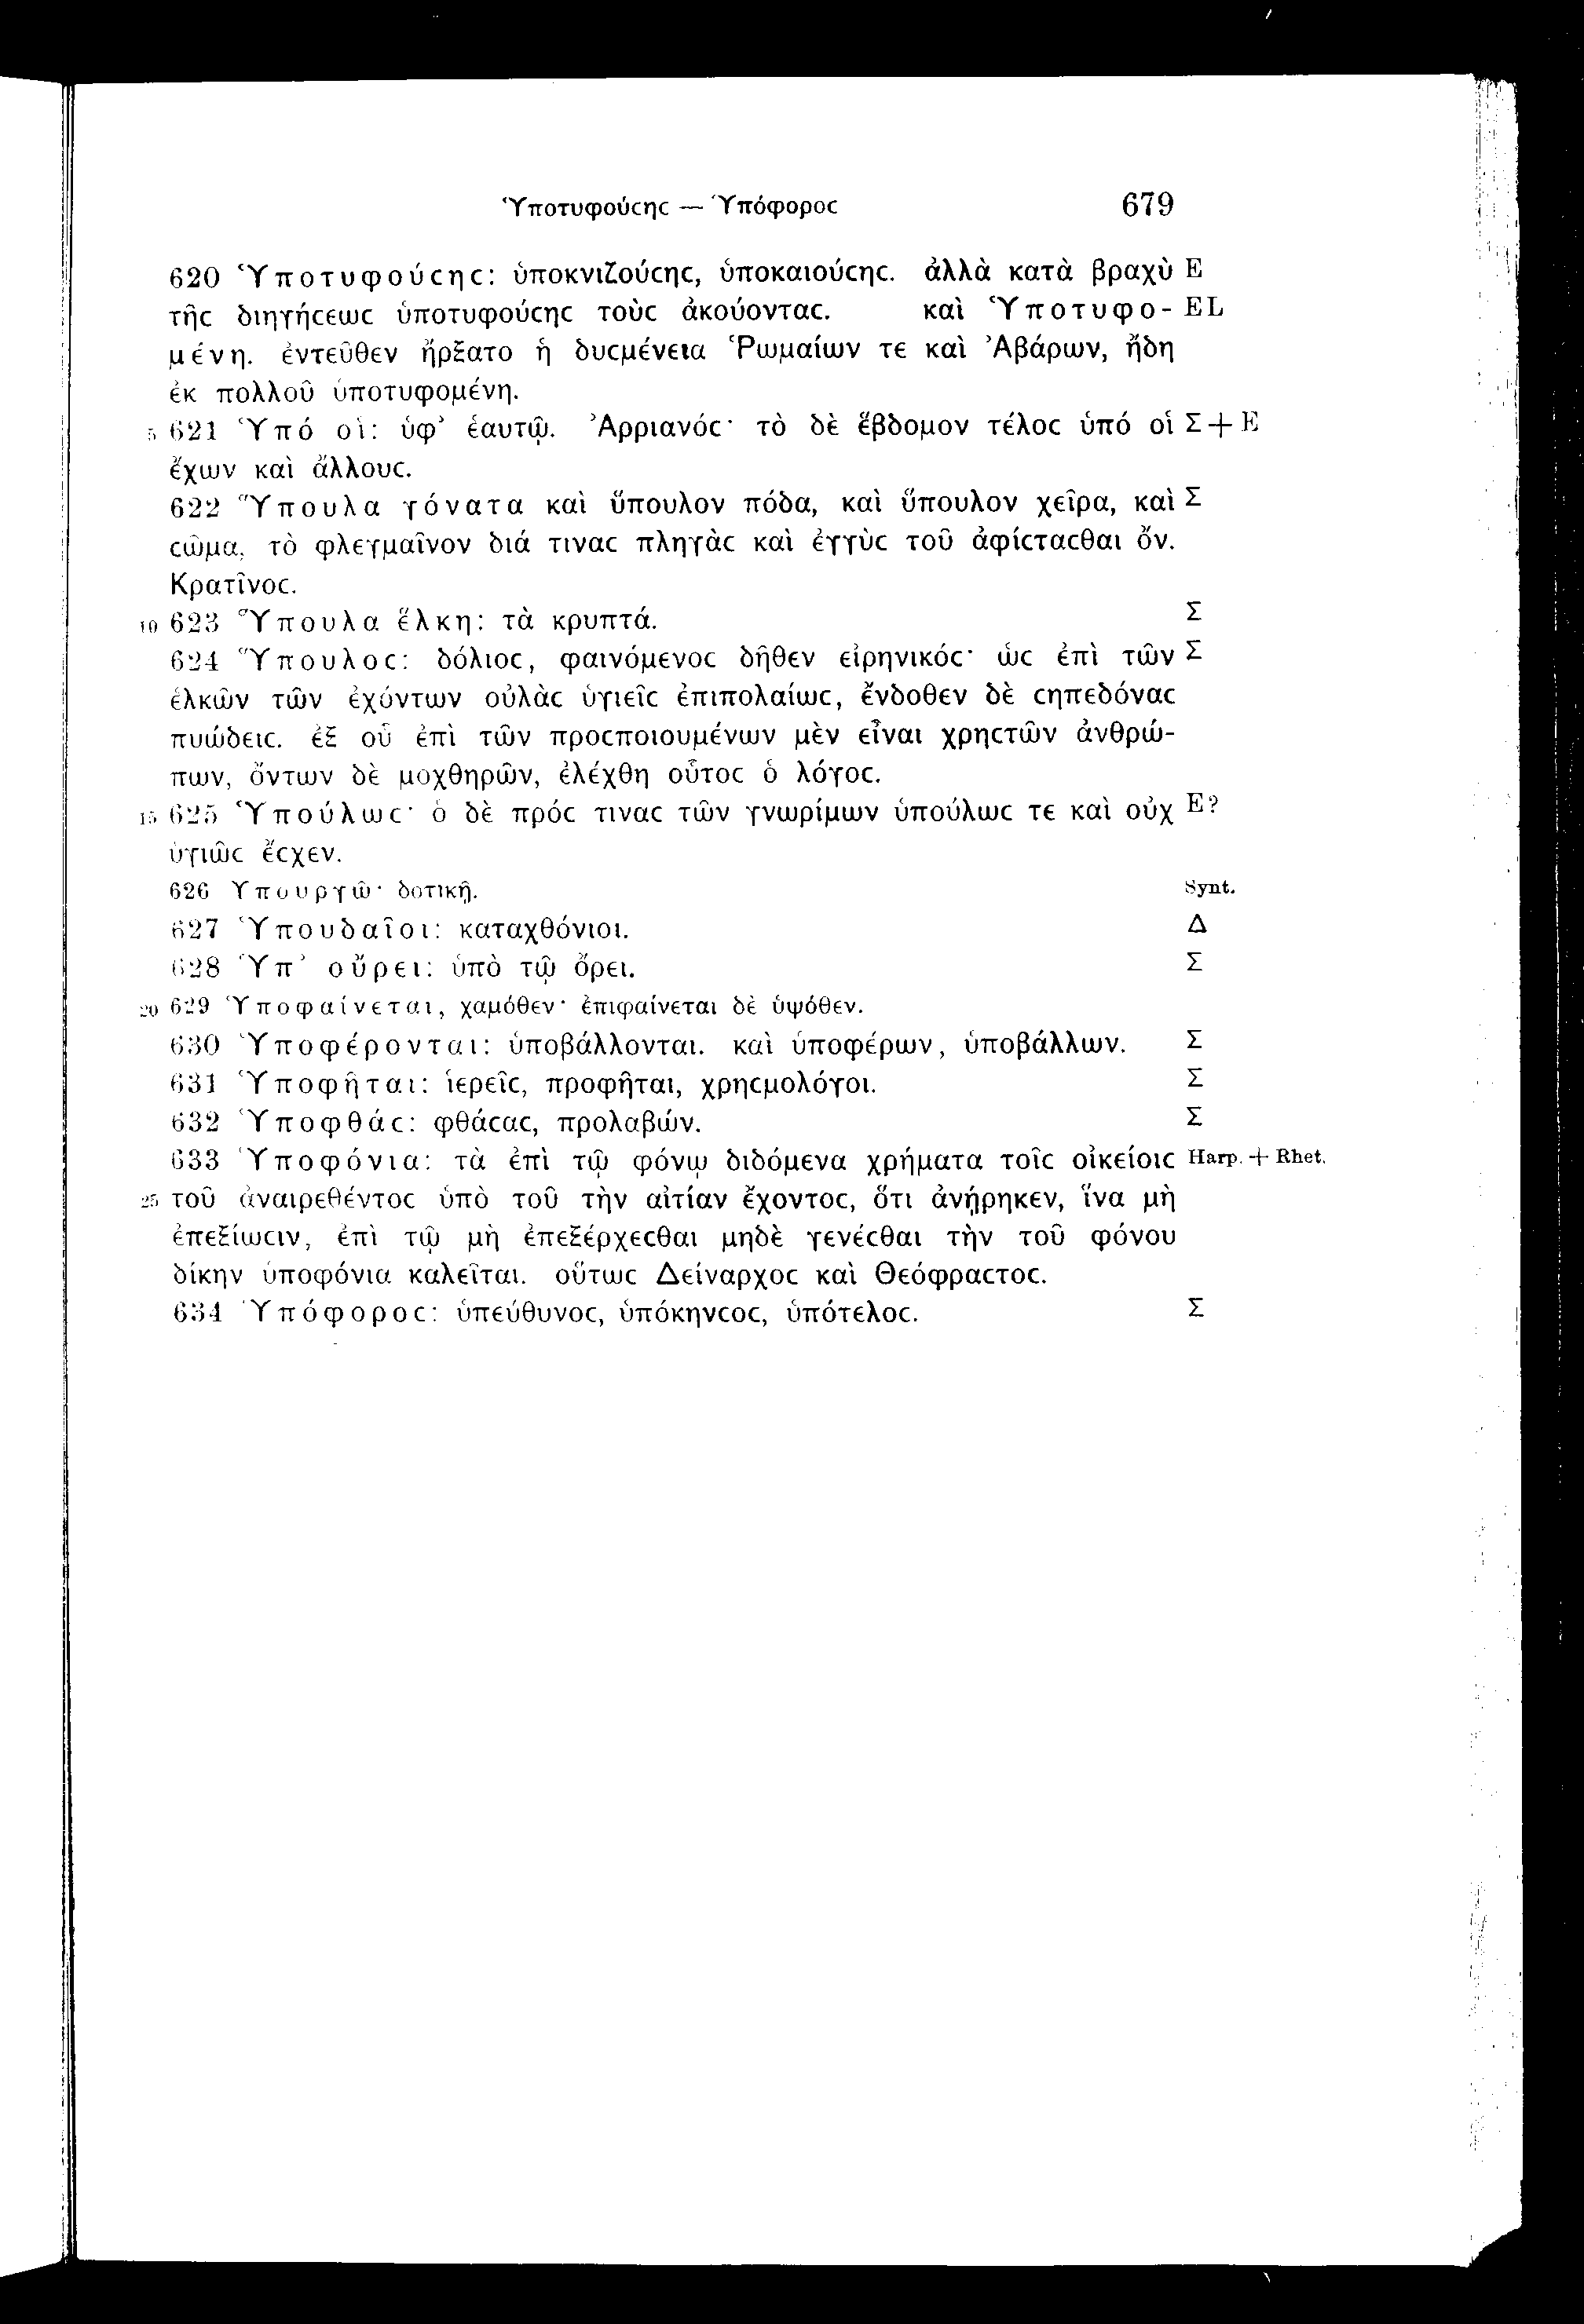 Ὑποτυφούϲηϲ — Ὑπόφοροϲ 679
620 Ὑποτυφούϲηϲ: ὑποκνιζούϲηϲ, ὑποκαιούϲηϲ. ἀλλὰ κατὰ βραχὺ E
τῆϲ διηγήϲεωϲ ὑποτυφούϲηϲ τοὺϲ ἀκούονταϲ. καὶ Ὑποτυφο- EL
μένη. ἐντεῦθεν ἤρξατο ἡ δυϲμένεια Ῥωμαίων τε καὶ Ἀβάρων, ἤδη
ἐκ πολλοῦ ὑποτυφομένη.
5 621 Ὑπό οἱ: ὑφ’ ἑαυτῷ. Ἀρριανόϲ· τὸ δὲ ἕβδομον τέλοϲ ὑπό οἱ Σ + E
ἔχων καὶ ἄλλουϲ.
622 Ὕπουλα γόνατα καὶ ὕπουλον πόδα, καὶ ὕπουλον χεῖρα, καὶ Σ
ϲῶμα, τὸ φλεγμαῖνον διά τιναϲ πληγὰϲ καὶ ἐγγὺϲ τοῦ ἀφίϲταϲθαι ὄν.
Κρατῖνοϲ.
10 623 Ὕπουλα ἕλκη: τὰ κρυπτά. Σ
624 Ὕπουλοϲ: δόλιοϲ, φαινόμενοϲ δῆθεν εἰρηνικόϲ· ὡϲ ἐπὶ τῶν Σ
ἑλκῶν τῶν ἐχόντων οὐλὰϲ ὑγιεῖϲ ἐπιπολαίωϲ, ἔνδοθεν δὲ ϲηπεδόναϲ
πυώδειϲ. ἐξ οὗ ἐπὶ τῶν προϲποιουμένων μὲν εἶναι χρηϲτῶν ἀνθρώ-
πων, ὄντων δὲ μοχθηρῶν, ἐλέχθη οὗτοϲ ὁ λόγοϲ.
15 625 Ὑπούλωϲ· ὁ δὲ πρόϲ τιναϲ τῶν γνωρίμων ὑπούλωϲ τε καὶ οὐχ E?
ὑγιῶϲ ἔϲχεν.
626 Ὑπουργῶ· δοτικῇ. Synt.
627 Ὑπουδαῖοι: καταχθόνιοι. Δ
628 Ὑπ’ οὔρει: ὑπὸ τῷ ὄρει. Σ
20 629 Ὑποφαίνεται, χαμόθεν· ἐπιφαίνεται δὲ ὑψόθεν.
630 Ὑποφέρονται: ὑποβάλλονται. καὶ ὑποφέρων, ὑποβάλλων. Σ
631 Ὑποφῆται: ἱερεῖϲ, προφῆται, χρηϲμολόγοι. Σ
632 Ὑποφθάϲ: φθάϲαϲ, προλαβών. Σ
633 Ὑποφόνια: τὰ ἐπὶ τῷ φόνῳ διδόμενα χρήματα τοῖϲ οἰκείοιϲ Harp. + Rhet.
25 τοῦ ἀναιρεθέντοϲ ὑπὸ τοῦ τὴν αἰτίαν ἔχοντοϲ, ὅτι ἀνῄρηκεν, ἵνα μὴ
ἐπεξίωϲιν, ἐπὶ τῷ μὴ ἐπεξέρχεϲθαι μηδὲ γενέϲθαι τὴν τοῦ φόνου
δίκην ὑποφόνια καλεῖται. οὕτωϲ Δείναρχοϲ καὶ Θεόφραϲτοϲ.
634 Ὑπόφοροϲ: ὑπεύθυνοϲ, ὑπόκηνϲοϲ, ὑπότελοϲ. Σ